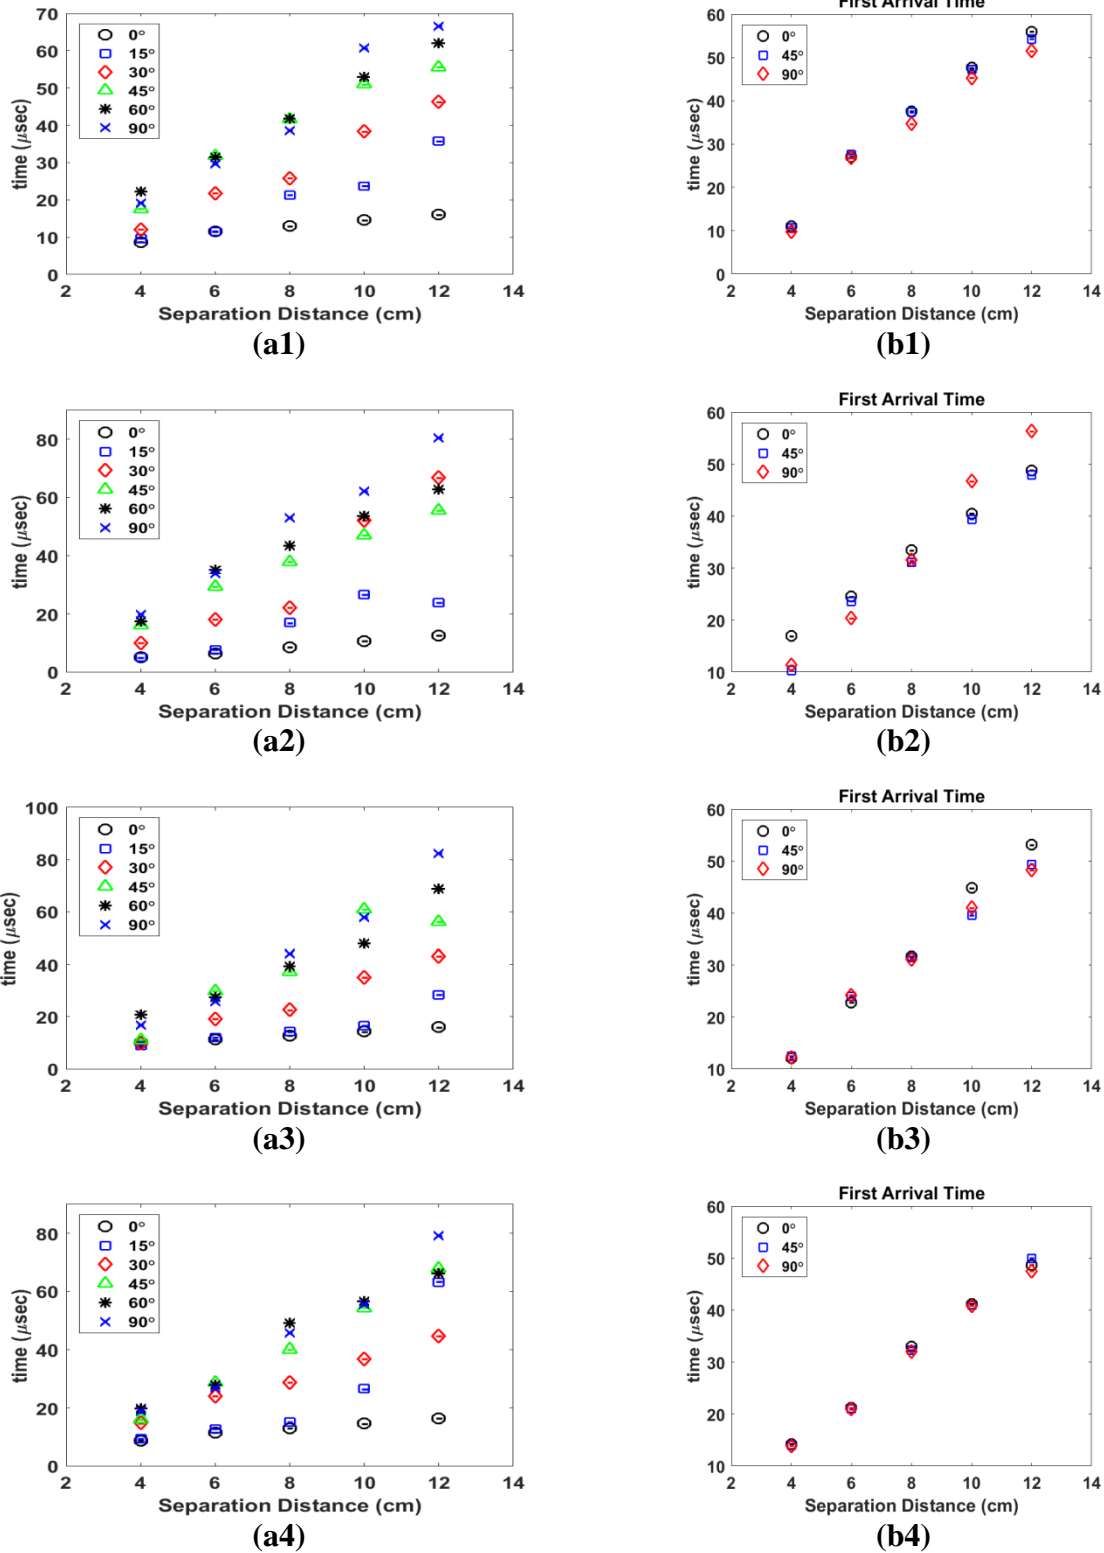 First Arrival Time
70
60
50
40
30
20
10
0
time (μsec)
0°
15°
30°
45°
60°
90°
2 4 6 8 10 12 14
Separation Distance (cm)
(a1)
60
50
40
30
20
10
0
time (μsec)
0°
45°
90°
2 4 6 8 10 12 14
Separation Distance (cm)
(b1)
80
60
40
20
0
time (μsec)
0°
15°
30°
45°
60°
90°
2 4 6 8 10 12 14
Separation Distance (cm)
(a2)
First Arrival Time
60
50
40
30
20
10
time (μsec)
0°
45°
90°
2 4 6 8 10 12 14
Separation Distance (cm)
(b2)
100
80
60
40
20
0
time (μsec)
0°
15°
30°
45°
60°
90°
2 4 6 8 10 12 14
Separation Distance (cm)
(a3)
First Arrival Time
60
50
40
30
20
10
time (μsec)
0°
45°
90°
2 4 6 8 10 12 14
Separation Distance (cm)
(b3)
80
60
40
20
0
time (μsec)
0°
15°
30°
45°
60°
90°
2 4 6 8 10 12 14
Separation Distance (cm)
(a4)
First Arrival Time
60
50
40
30
20
10
time (μsec)
0°
45°
90°
2 4 6 8 10 12 14
Separation Distance (cm)
(b4)